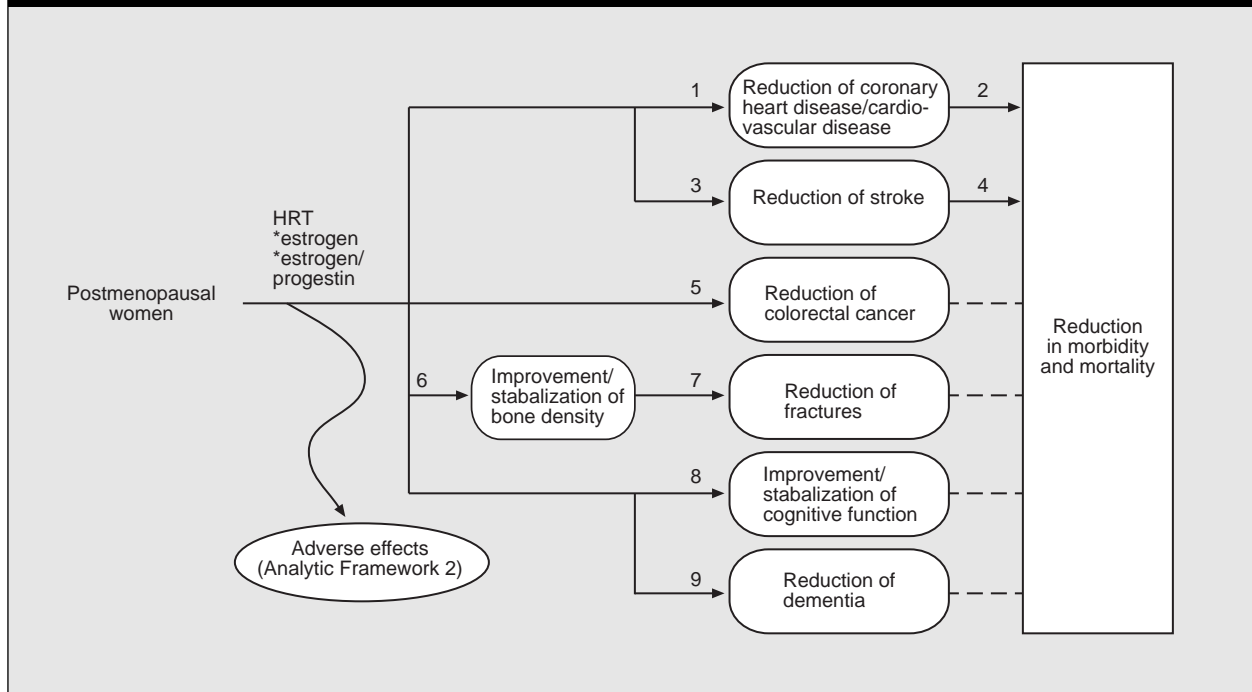 Postmenopausal
women
HRT
*estrogen
*estrogen/
progestin
Adverse effects
(Analytic Framework 2)
1
Reduction of coronary
heart disease/cardio-
vascular disease
2
3
Reduction of stroke
4
5
Reduction of
colorectal cancer
6
Improvement/
stabalization of
bone density
7
Reduction of
fractures
8
Improvement/
stabalization of
cognitive function
9
Reduction of
dementia
Reduction
in morbidity
and mortality